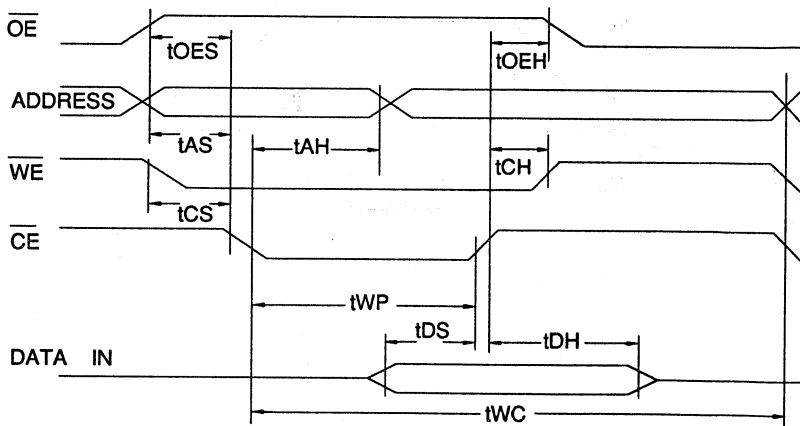 OE
tOES
tOEH
ADDRESS
tAS
tAH
tCH
WE
tCS
CE
tWP
tDS
tDH
DATA IN
tWC